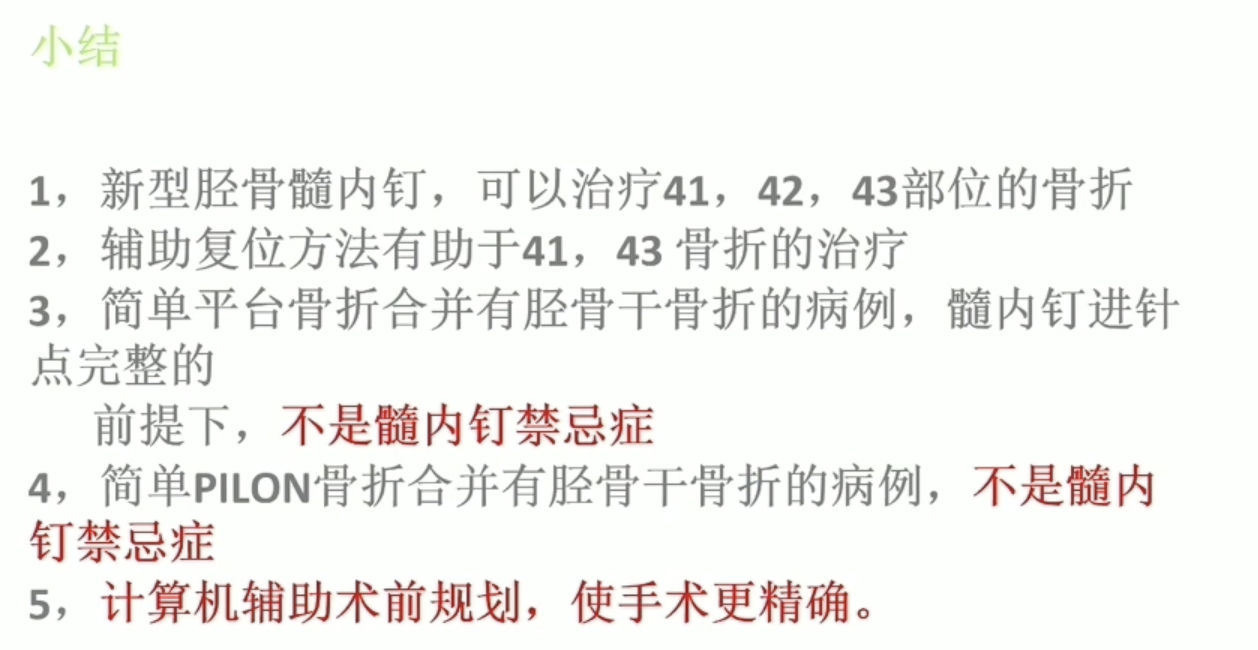 小结
1，新型胫骨髓内钉，可以治疗41，42，43部位的骨折
2，辅助复位方法有助于41，43 骨折的治疗
3，简单平台骨折合并有胫骨干骨折的病例，髓内钉进针
点完整的
前提下，不是髓内钉禁忌症
4，简单PILON骨折合并有胫骨干骨折的病例，不是髓内
钉禁忌症
5，计算机辅助术前规划，使手术更精确。